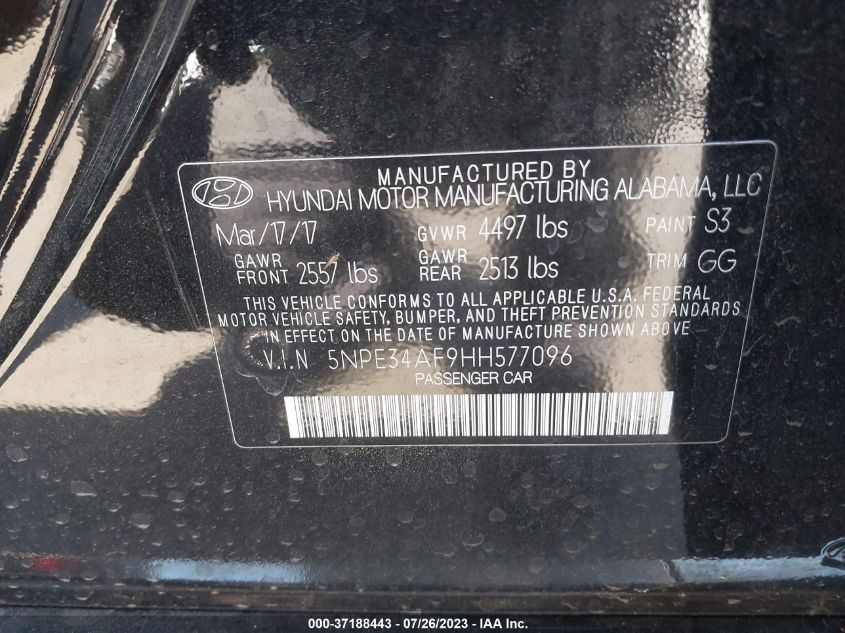 MANUFACTURED BY
HYUNDAI MOTOR MANUFACTURING ALABAMA, LLC
Mar/17/17 GVWR 4497 lbs PAINT S3
GAWR FRONT 2557 lbs GAWR REAR 2513 lbs TRIM GG
THIS VEHICLE CONFORMS TO ALL APPLICABLE U.S.A. FEDERAL
MOTOR VEHICLE SAFETY, BUMPER, AND THEFT PREVENTION STANDARDS
IN EFFECT ON THE DATE OF MANUFACTURE SHOWN ABOVE
V.I.N 5NPE34AF9HH577096
PASSENGER CAR
000-37188443 - 07/26/2023 - IAA Inc.